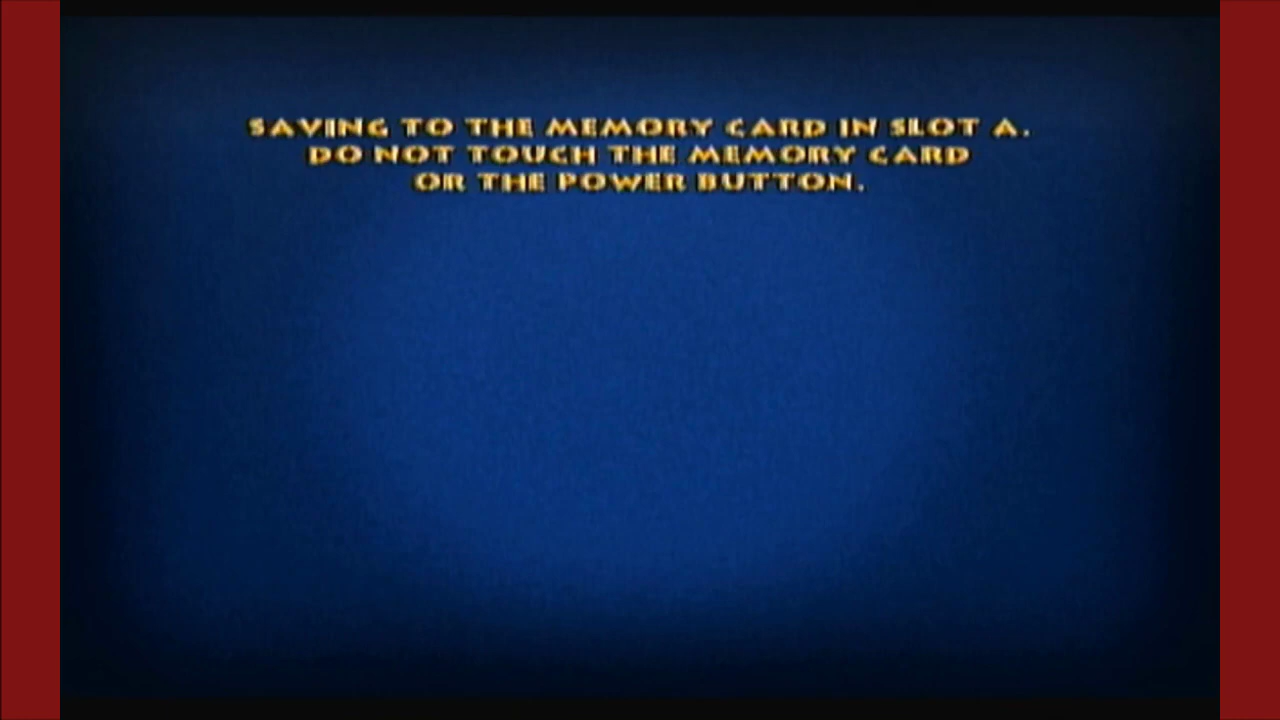 SAVING TO THE MEMORY CARD IN SLOT A.
DO NOT TOUCH THE MEMORY CARD
OR THE POWER BUTTON.